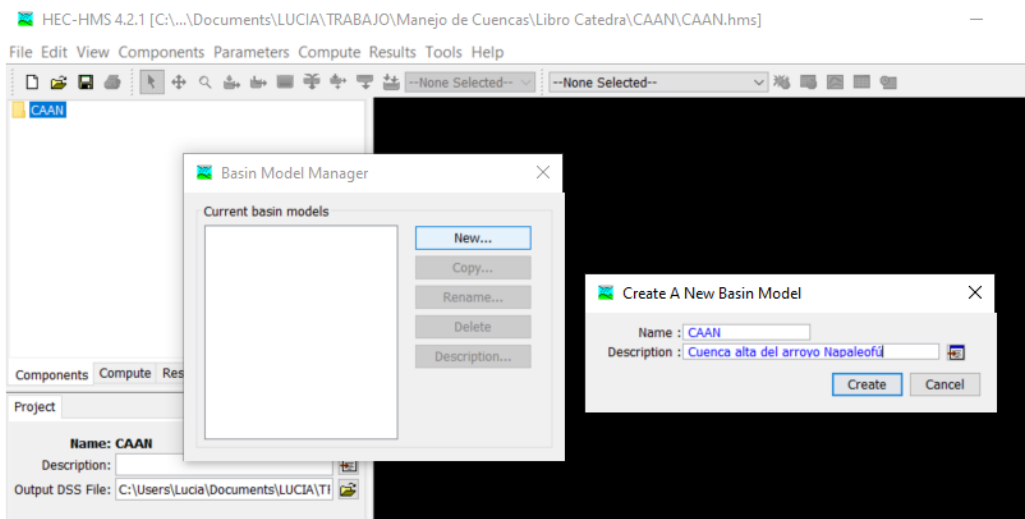 HEC-HMS 4.2.1 [C:\...\Documents\LUCIA\TRABAJO\Manejo de Cuencas\Libro Catedra\CAAN\CAAN.hms]
File Edit View Components Parameters Compute Results Tools Help
--None Selected-- --None Selected--
CAAN
Basin Model Manager
Current basin models
New...
Copy...
Rename...
Delete
Description...
Create A New Basin Model
Name : CAAN
Description : Cuenca alta del arroyo Napaleofú
Create Cancel
Components Compute Res
Project
Name: CAAN
Description:
Output DSS File: C:\Users\Lucia\Documents\LUCIA\TF